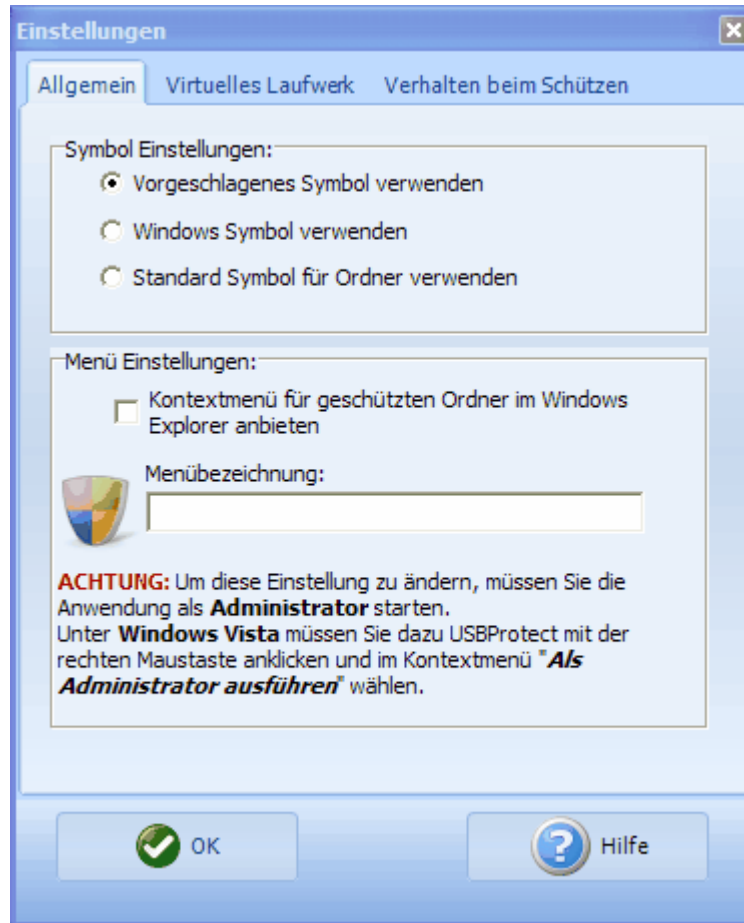 Einstellungen
Allgemein Virtuelles Laufwerk Verhalten beim Schützen
Symbol Einstellungen:
Vorgeschlagenes Symbol verwenden
Windows Symbol verwenden
Standard Symbol für Ordner verwenden
Menü Einstellungen:
Kontextmenü für geschützten Ordner im Windows
Explorer anbieten
Menübezeichnung:
ACHTUNG: Um diese Einstellung zu ändern, müssen Sie die
Anwendung als Administrator starten.
Unter Windows Vista müssen Sie dazu USBProtect mit der
rechten Maustaste anklicken und im Kontextmenü "Als
Administrator ausführen" wählen.
OK Hilfe